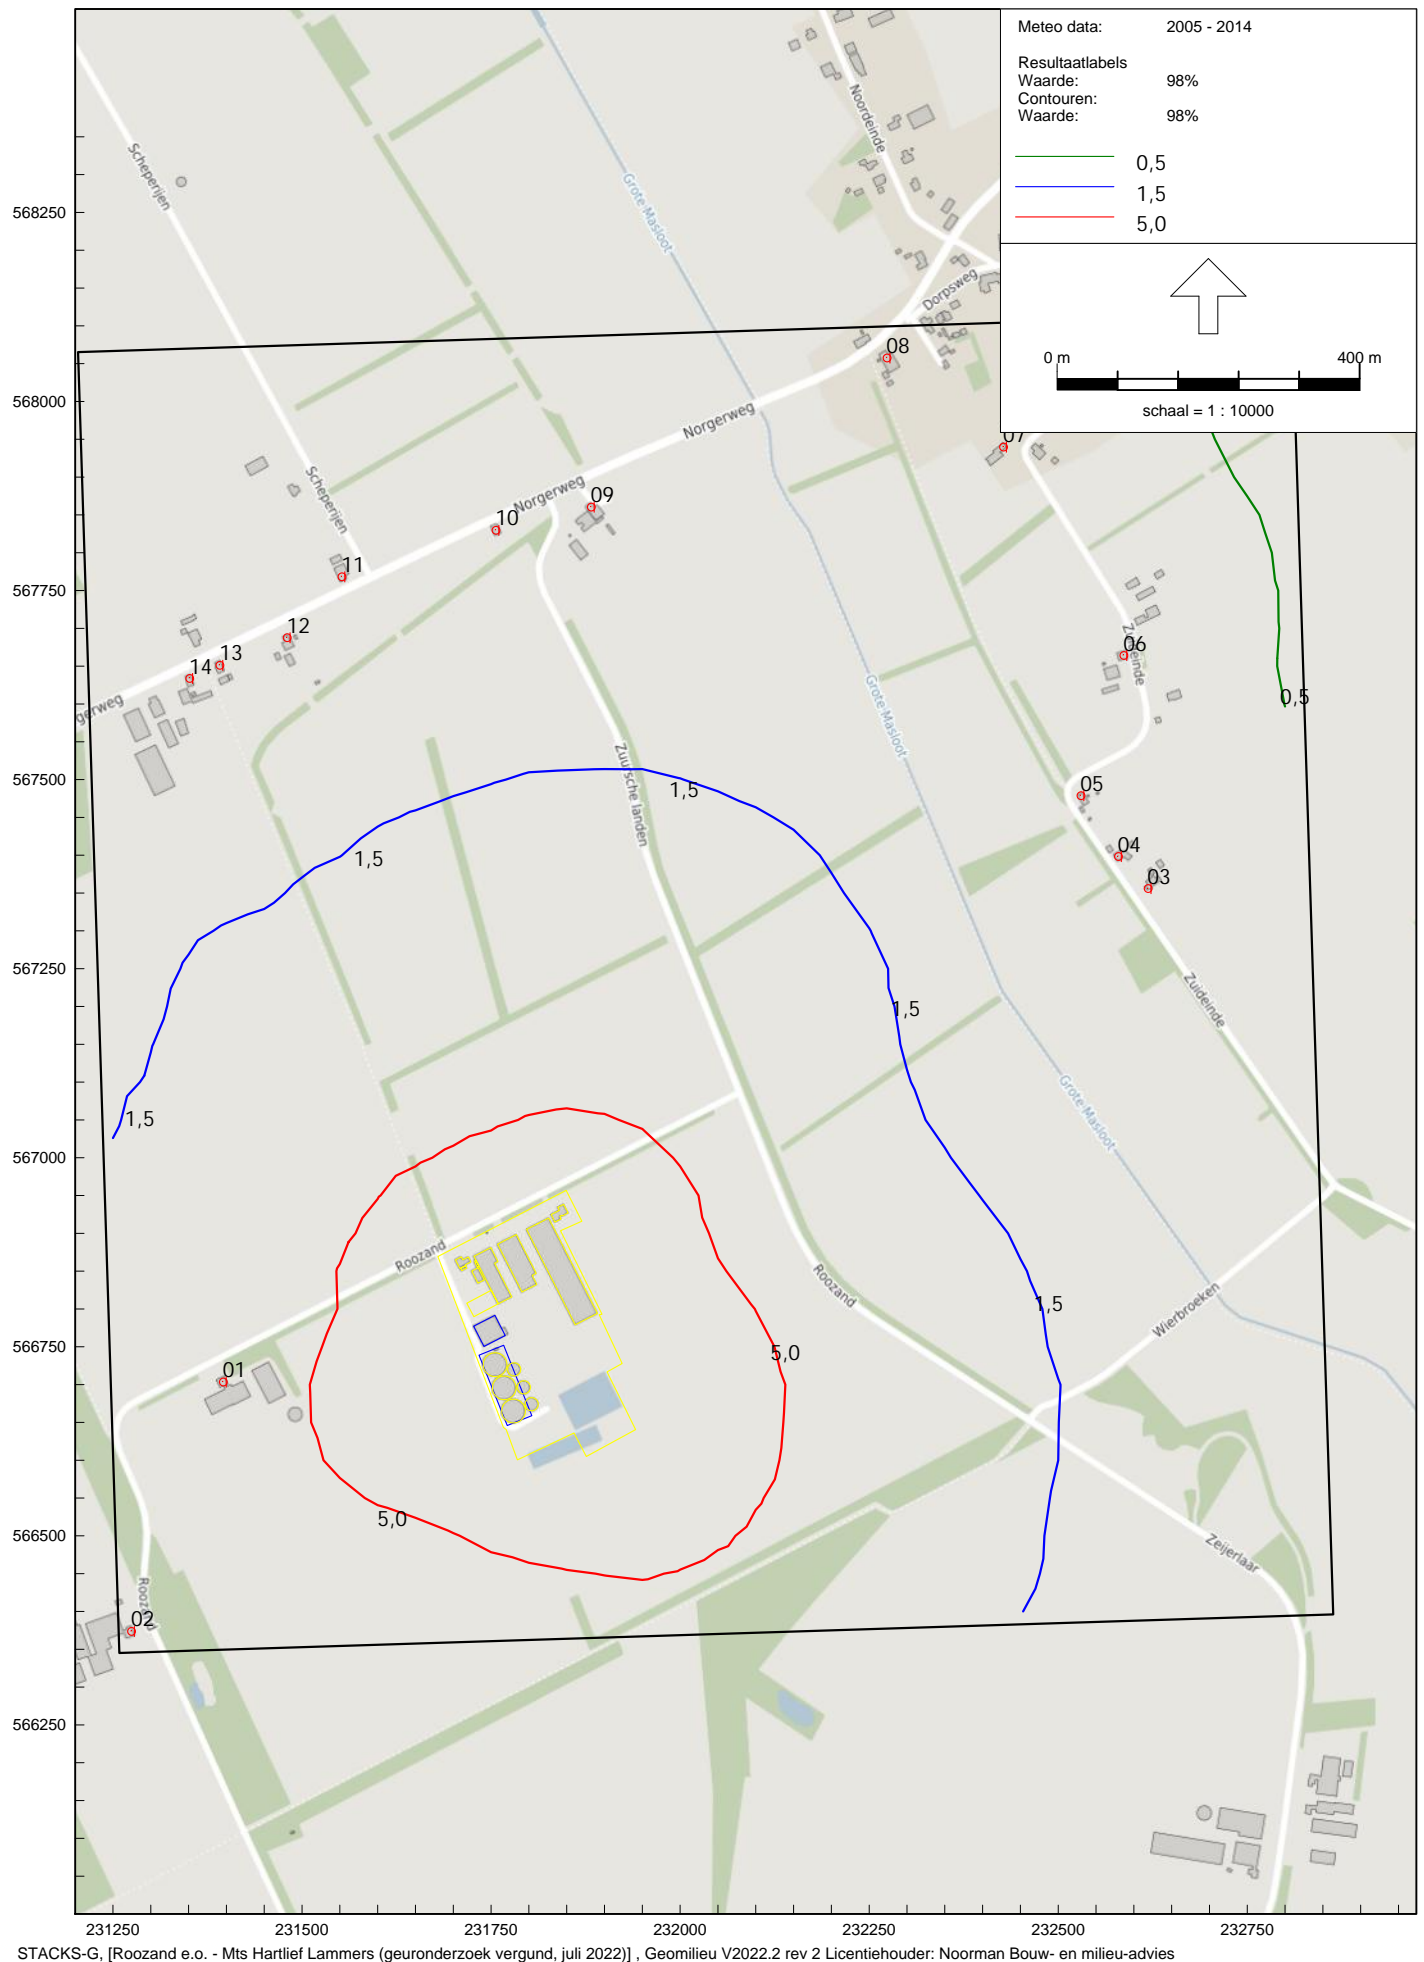 Meteo data: 2005 - 2014
Resultaatlabels
Waarde: 98%
Contouren:
Waarde: 98%
0,5
1,5
5,0
0 m 400 m
schaal = 1 : 10000
Noordeinde
Scheperijen
Grote Masloot
568250
Dorpsweg
08
568000
Norgerweg
07
Scheperijen
Norgerweg
09
10
11
567750
12
13
14
gerweg
06
Zuideinde
0,5
Grote Masloot
Zuursche landen
567500
1,5
05
1,5
04
03
567250
Zuideinde
1,5
Grote Masloot
1,5
567000
Roozand
Roozand
1,5
Wierbroeken
566750
5,0
01
5,0
566500
Zeijerlaar
Roozand
02
566250
231250 231500 231750 232000 232250 232500 232750
STACKS-G, [Roozand e.o. - Mts Hartlief Lammers (geuronderzoek vergund, juli 2022)] , Geomilieu V2022.2 rev 2 Licentiehouder: Noorman Bouw- en milieu-advies